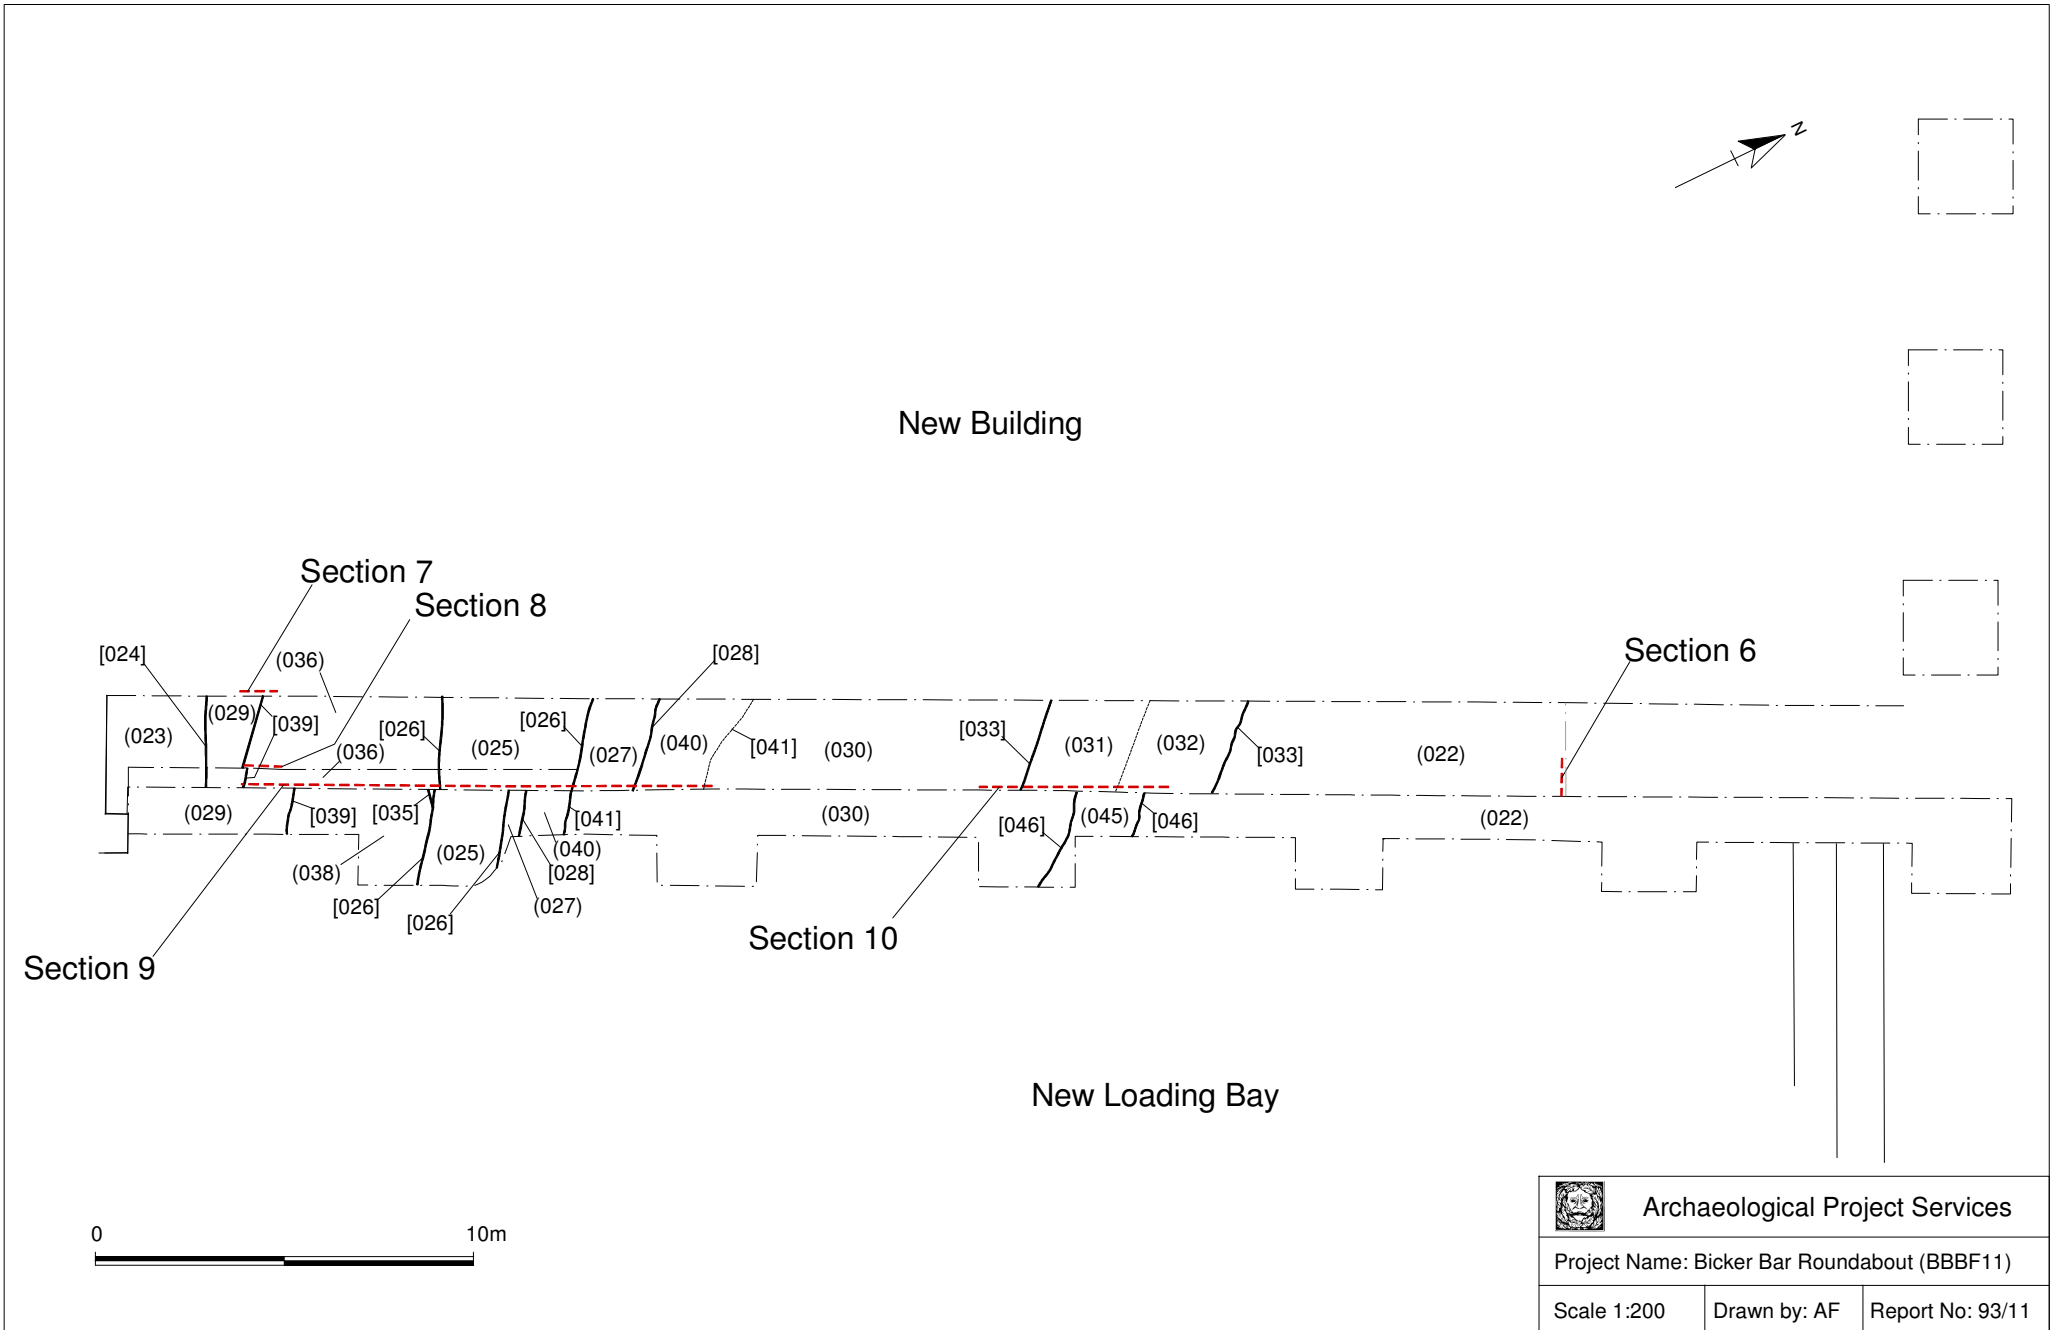 N
New Building
Section 7
Section 8
[024]
(036)
[028]
Section 6
(029)
[039]
(023)
(036)
[026]
(025)
[026]
(027)
(040)
[041]
(030)
[033]
(031)
(032)
[033]
(022)
(029)
[039]
[035]
(025)
[041]
(040)
[028]
(030)
[046]
(045)
[046]
(022)
(038)
[026]
[026]
(027)
Section 10
Section 9
New Loading Bay
0 10m
Archaeological Project Services
Project Name: Bicker Bar Roundabout (BBBF11)
Scale 1:200
Drawn by: AF
Report No: 93/11